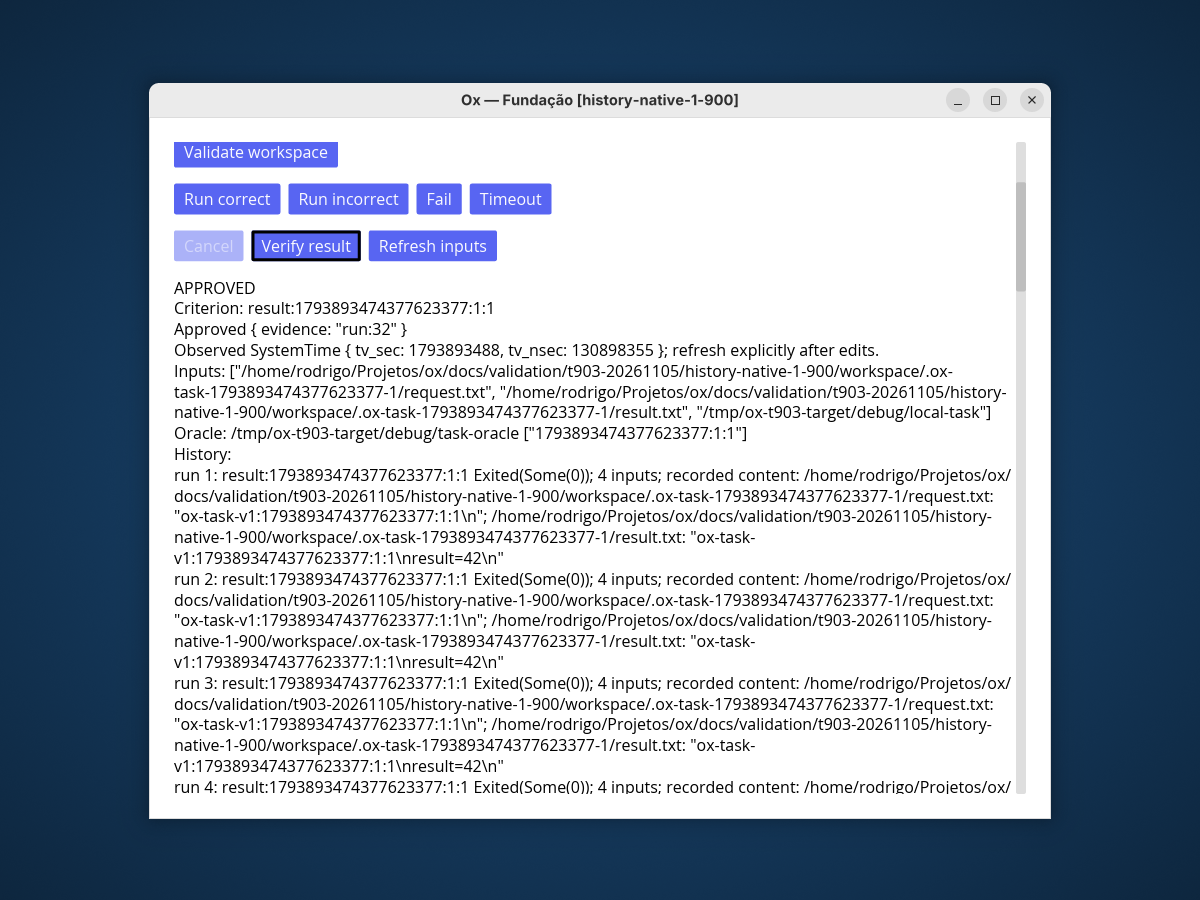 Ox — Fundação [history-native-1-900]
Validate workspace
Run correct Run incorrect Fail Timeout
Cancel Verify result Refresh inputs
APPROVED
Criterion: result:1793893474377623377:1:1
Approved { evidence: "run:32" }
Observed SystemTime { tv_sec: 1793893488, tv_nsec: 130898355 }; refresh explicitly after edits.
Inputs: ["/home/rodrigo/Projetos/ox/docs/validation/t903-20261105/history-native-1-900/workspace/.ox-
task-1793893474377623377-1/request.txt", "/home/rodrigo/Projetos/ox/docs/validation/t903-20261105/history-
native-1-900/workspace/.ox-task-1793893474377623377-1/result.txt", "/tmp/ox-t903-target/debug/local-task"]
Oracle: /tmp/ox-t903-target/debug/task-oracle ["1793893474377623377:1:1"]
History:
run 1: result:1793893474377623377:1:1 Exited(Some(0)); 4 inputs; recorded content: /home/rodrigo/Projetos/ox/
docs/validation/t903-20261105/history-native-1-900/workspace/.ox-task-1793893474377623377-1/request.txt:
"ox-task-v1:1793893474377623377:1:1\n"; /home/rodrigo/Projetos/ox/docs/validation/t903-20261105/history-
native-1-900/workspace/.ox-task-1793893474377623377-1/result.txt: "ox-task-
v1:1793893474377623377:1:1\nresult=42\n"
run 2: result:1793893474377623377:1:1 Exited(Some(0)); 4 inputs; recorded content: /home/rodrigo/Projetos/ox/
docs/validation/t903-20261105/history-native-1-900/workspace/.ox-task-1793893474377623377-1/request.txt:
"ox-task-v1:1793893474377623377:1:1\n"; /home/rodrigo/Projetos/ox/docs/validation/t903-20261105/history-
native-1-900/workspace/.ox-task-1793893474377623377-1/result.txt: "ox-task-
v1:1793893474377623377:1:1\nresult=42\n"
run 3: result:1793893474377623377:1:1 Exited(Some(0)); 4 inputs; recorded content: /home/rodrigo/Projetos/ox/
docs/validation/t903-20261105/history-native-1-900/workspace/.ox-task-1793893474377623377-1/request.txt:
"ox-task-v1:1793893474377623377:1:1\n"; /home/rodrigo/Projetos/ox/docs/validation/t903-20261105/history-
native-1-900/workspace/.ox-task-1793893474377623377-1/result.txt: "ox-task-
v1:1793893474377623377:1:1\nresult=42\n"
run 4: result:1793893474377623377:1:1 Exited(Some(0)); 4 inputs; recorded content: /home/rodrigo/Projetos/ox/